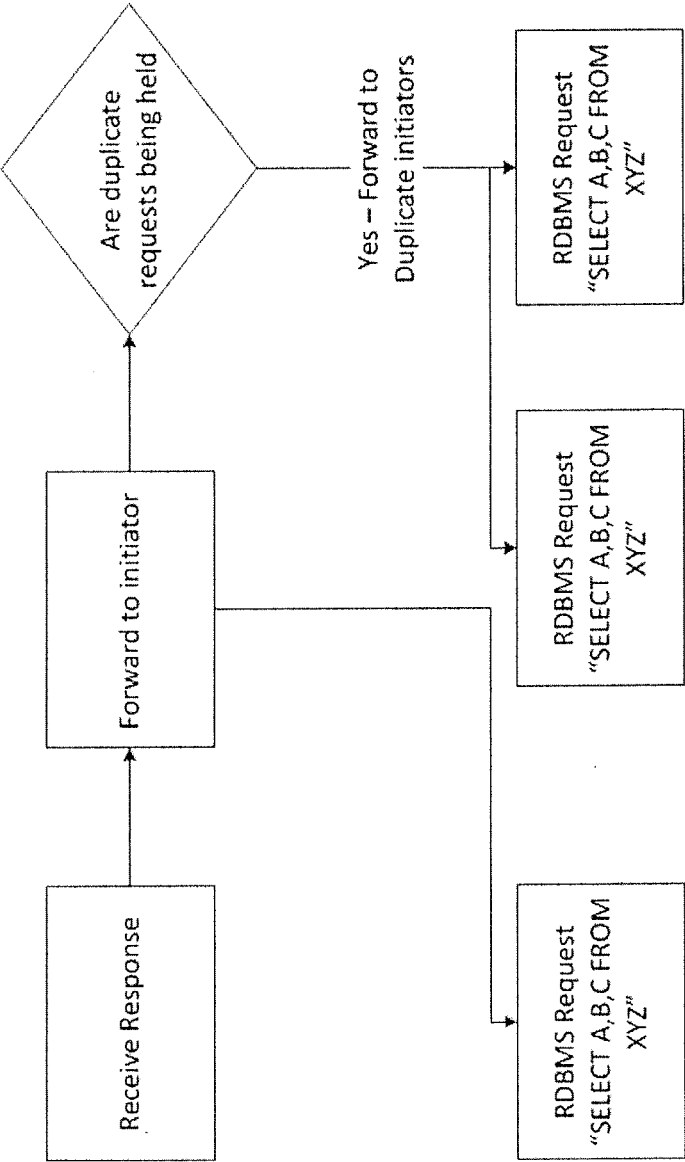 Receive Response
Forward to initiator
Are duplicate
requests being held
Yes – Forward to
Duplicate initiators
RDBMS Request
“SELECT A,B,C FROM
XYZ”
RDBMS Request
“SELECT A,B,C FROM
XYZ”
RDBMS Request
“SELECT A,B,C FROM
XYZ”